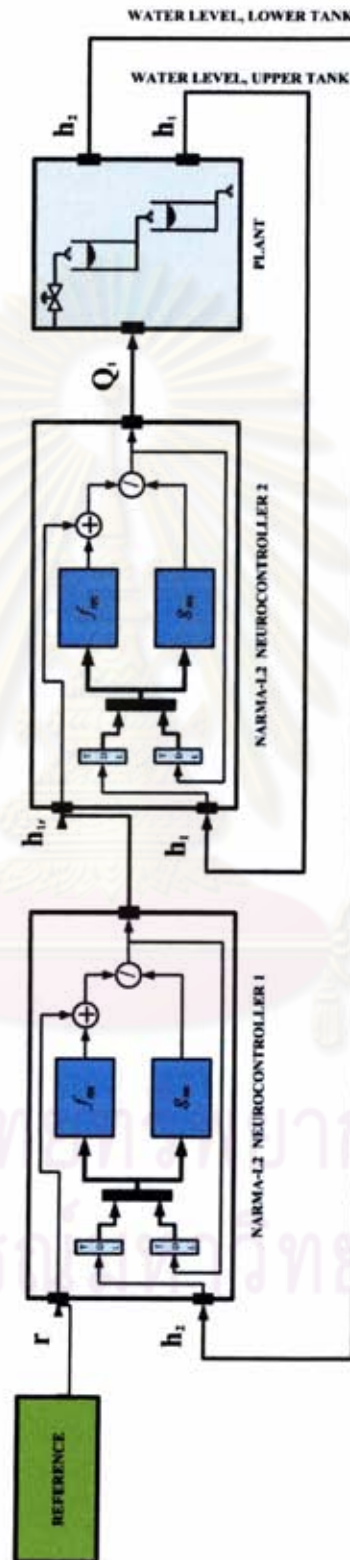 REFERENCE
r
h₂
T
D
L
T
D
L
NARMA-L2 NEUROCONTROLLER 1
h₁ᵣ
h₁
T
D
L
T
D
L
NARMA-L2 NEUROCONTROLLER 2
Q₁
PLANT
h₂
h₁
WATER LEVEL, LOWER TANK
WATER LEVEL, UPPER TANK